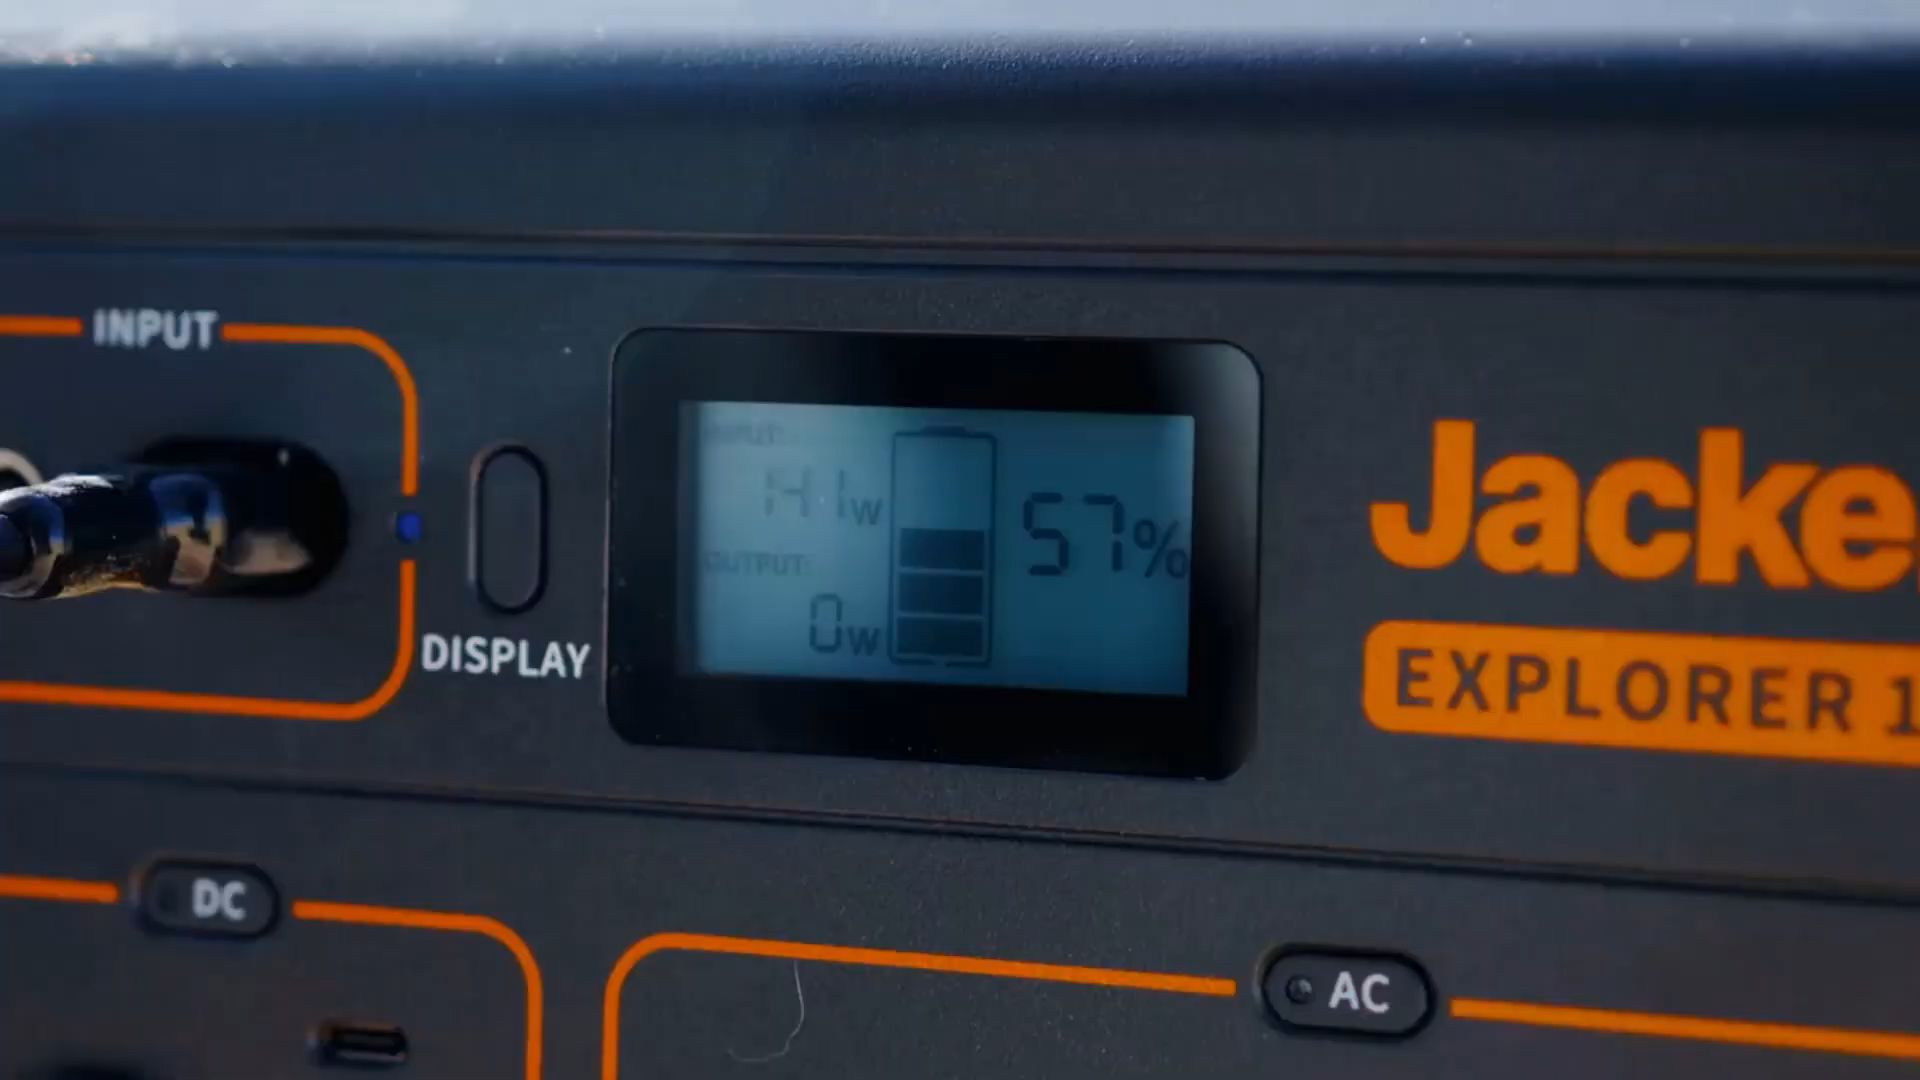 INPUT
DISPLAY
INPUT:
141W
OUTPUT:
0W
57%
Jacke
EXPLORER 1
DC
AC